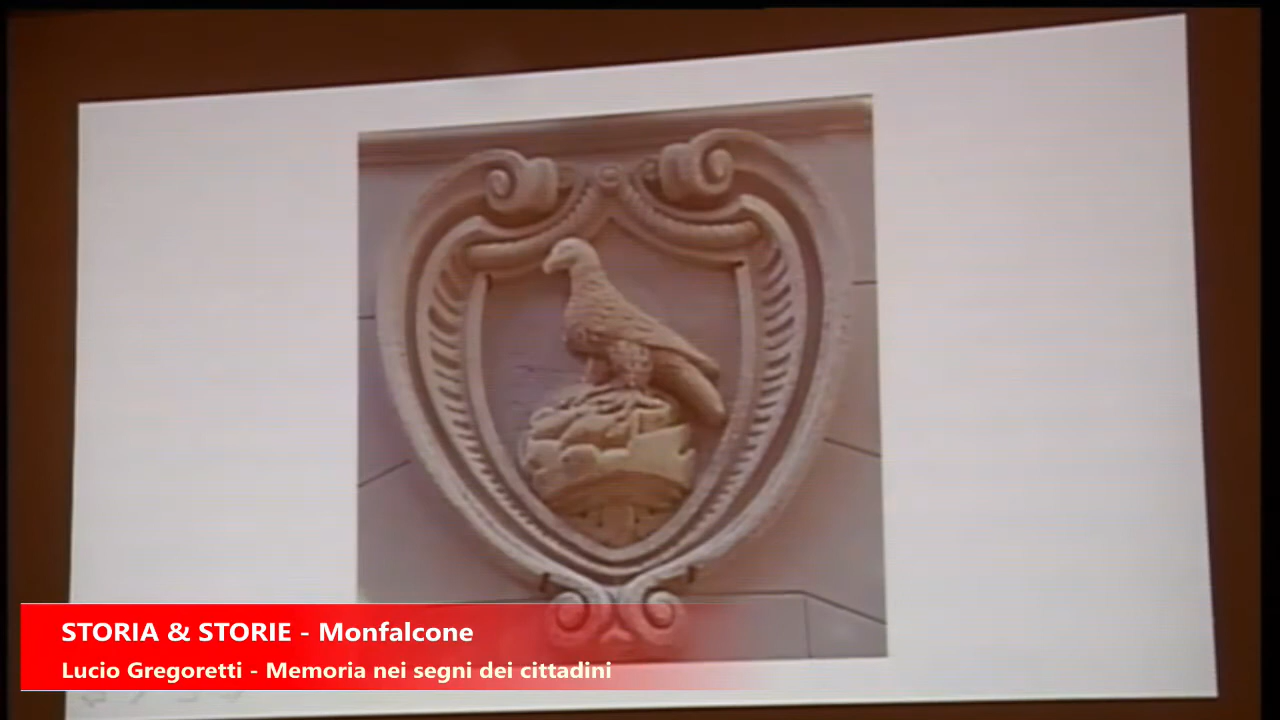 STORIA & STORIE - Monfalcone
Lucio Gregoretti - Memoria nei segni dei cittadini